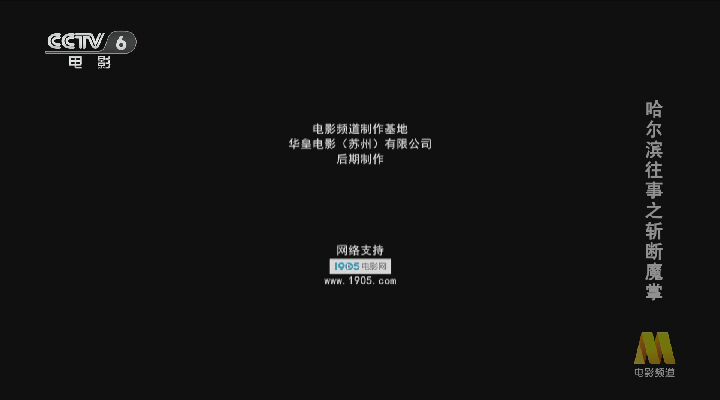 CCTV 6
电影
电影频道制作基地
华皇电影（苏州）有限公司
后期制作
网络支持
1905电影网
www.1905.com
哈尔滨往事之斩断魔掌
电影频道